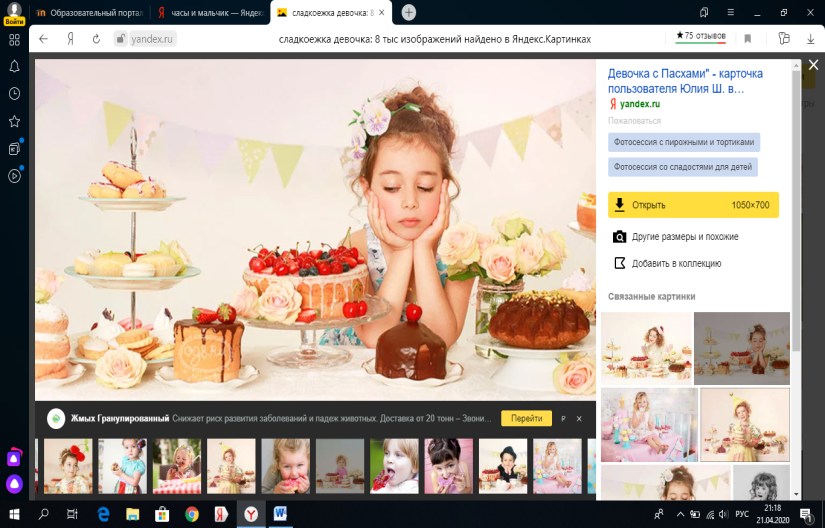 Образовательный портал
часы и мальчик — Яндекс
сладкоежка девочка: 8
Войти
yandex.ru
сладкоежка девочка: 8 тыс изображений найдено в Яндекс.Картинках
75 отзывов
Девочка с Пасхами" - карточка
пользователя Юлия Ш. в…
yandex.ru
Пожаловаться
Фотосессия с пирожными и тортиками
Фотосессия со сладостями для детей
Открыть 1050×700
Другие размеры и похожие
Добавить в коллекцию
Связанные картинки
Жмых Гранулированный Снижает риск развития заболеваний и падеж животных. Доставка от 20 тонн – Звони…
Перейти
РУС
21:18
21.04.2020